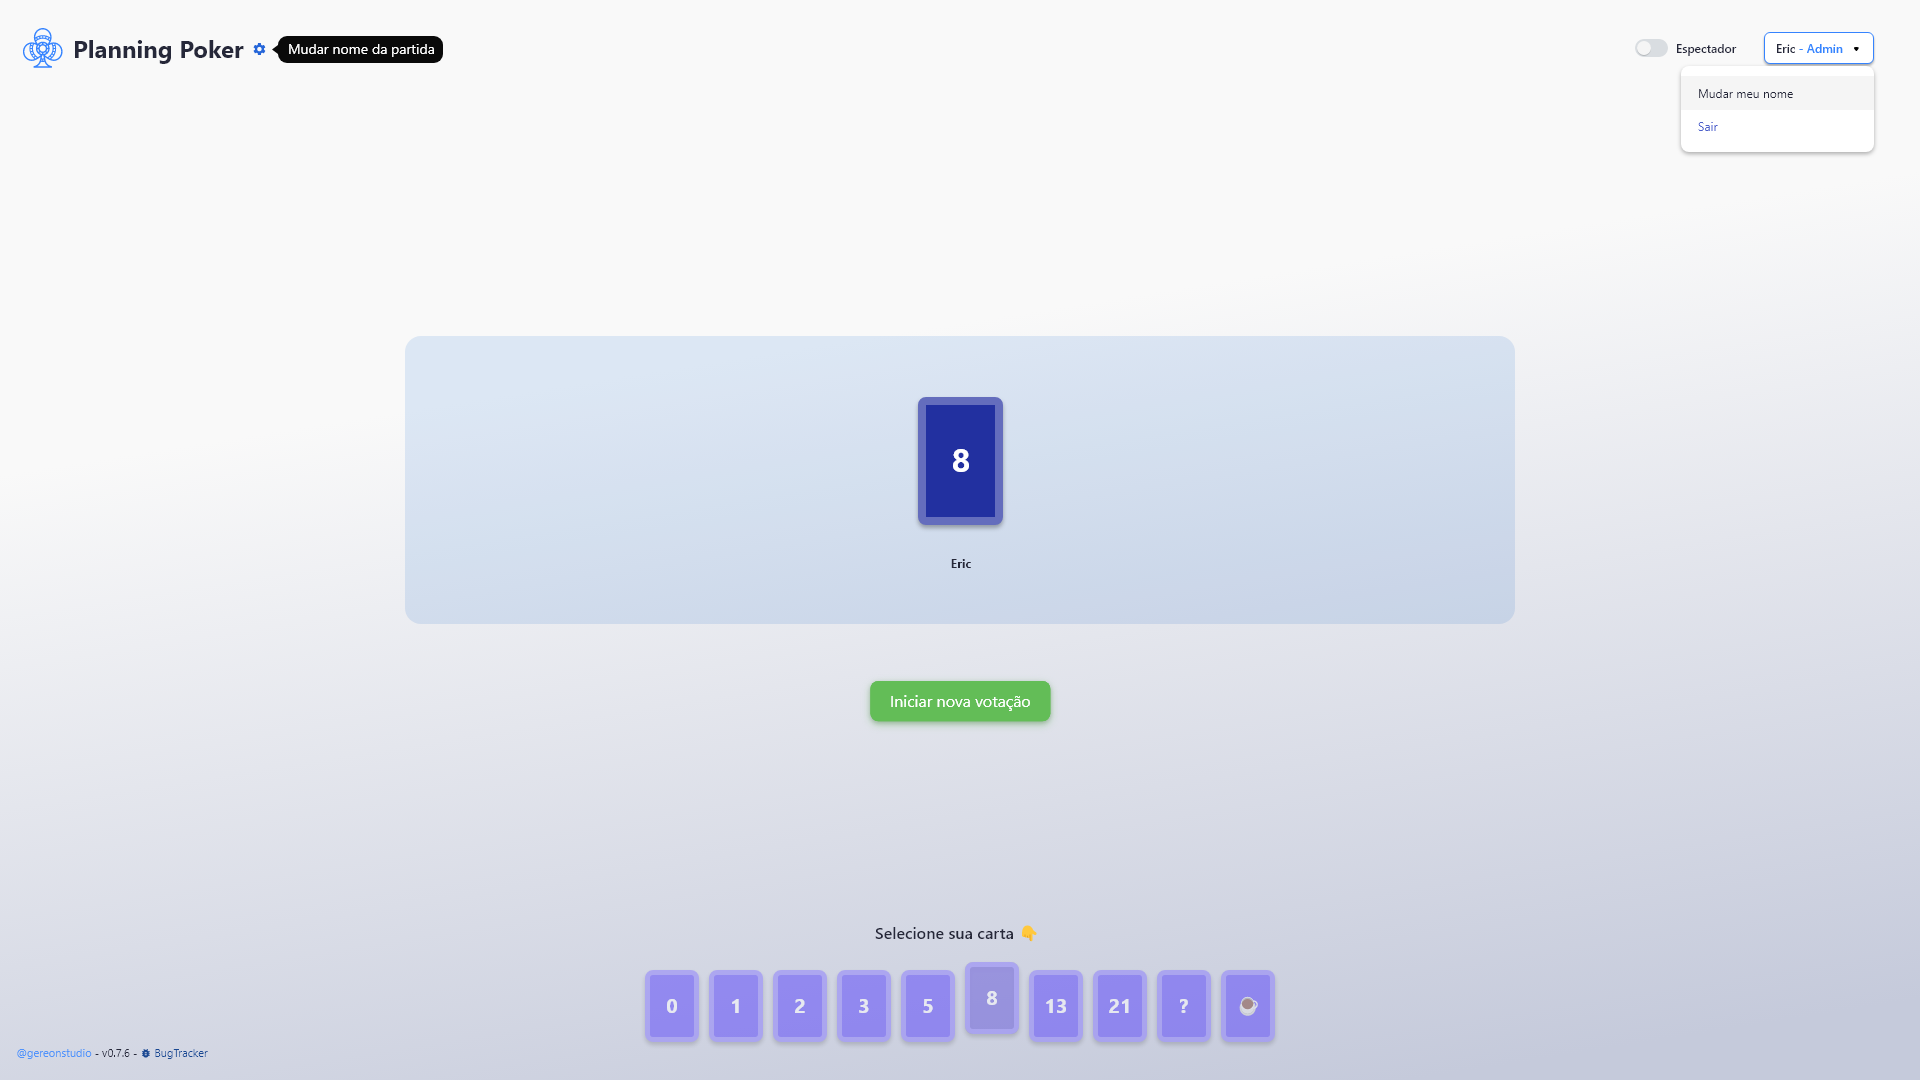 Planning Poker
Mudar nome da partida
Espectador
Eric - Admin
Mudar meu nome
Sair
8
Eric
Iniciar nova votação
Selecione sua carta 👇
0 1 2 3 5 8 13 21 ? ☕
@gereonstudio - v0.7.6 - BugTracker